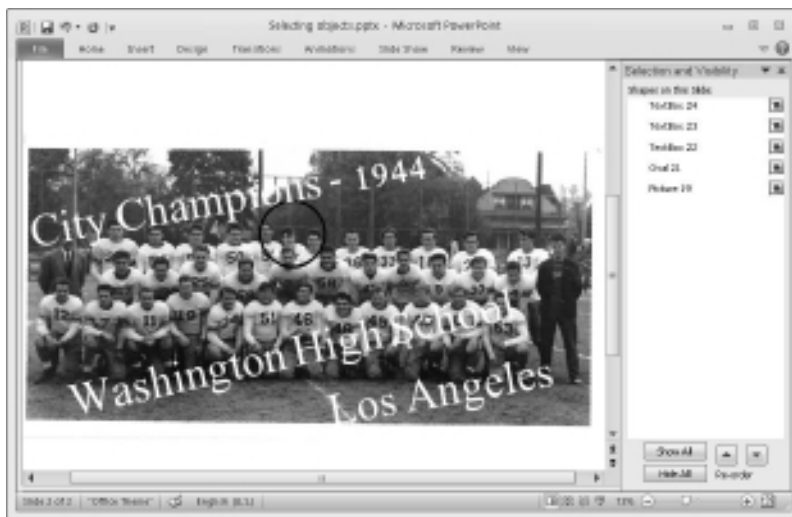 Selecting objects.pptx - Microsoft PowerPoint
File Home Insert Design Transitions Animations Slide Show Review View
Selection and Visibility
Shapes on this Slide:
TextBox 24
TextBox 23
TextBox 22
Oval 21
Picture 19
City Champions - 1944
Washington High School
Los Angeles
Show All
Hide All
Re-order
Slide 2 of 2 "Office Theme" English (U.S.)